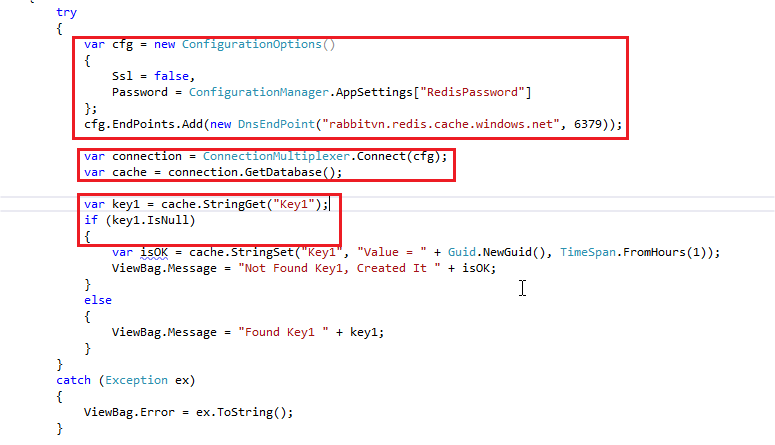 try
{
var cfg = new ConfigurationOptions()
{
Ssl = false,
Password = ConfigurationManager.AppSettings["RedisPassword"]
};
cfg.EndPoints.Add(new DnsEndPoint("rabbitvn.redis.cache.windows.net", 6379));
var connection = ConnectionMultiplexer.Connect(cfg);
var cache = connection.GetDatabase();
var key1 = cache.StringGet("Key1");
if (key1.IsNull)
{
var isOK = cache.StringSet("Key1", "Value = " + Guid.NewGuid(), TimeSpan.FromHours(1));
ViewBag.Message = "Not Found Key1, Created It " + isOK;
}
else
{
ViewBag.Message = "Found Key1 " + key1;
}
}
catch (Exception ex)
{
ViewBag.Error = ex.ToString();
}